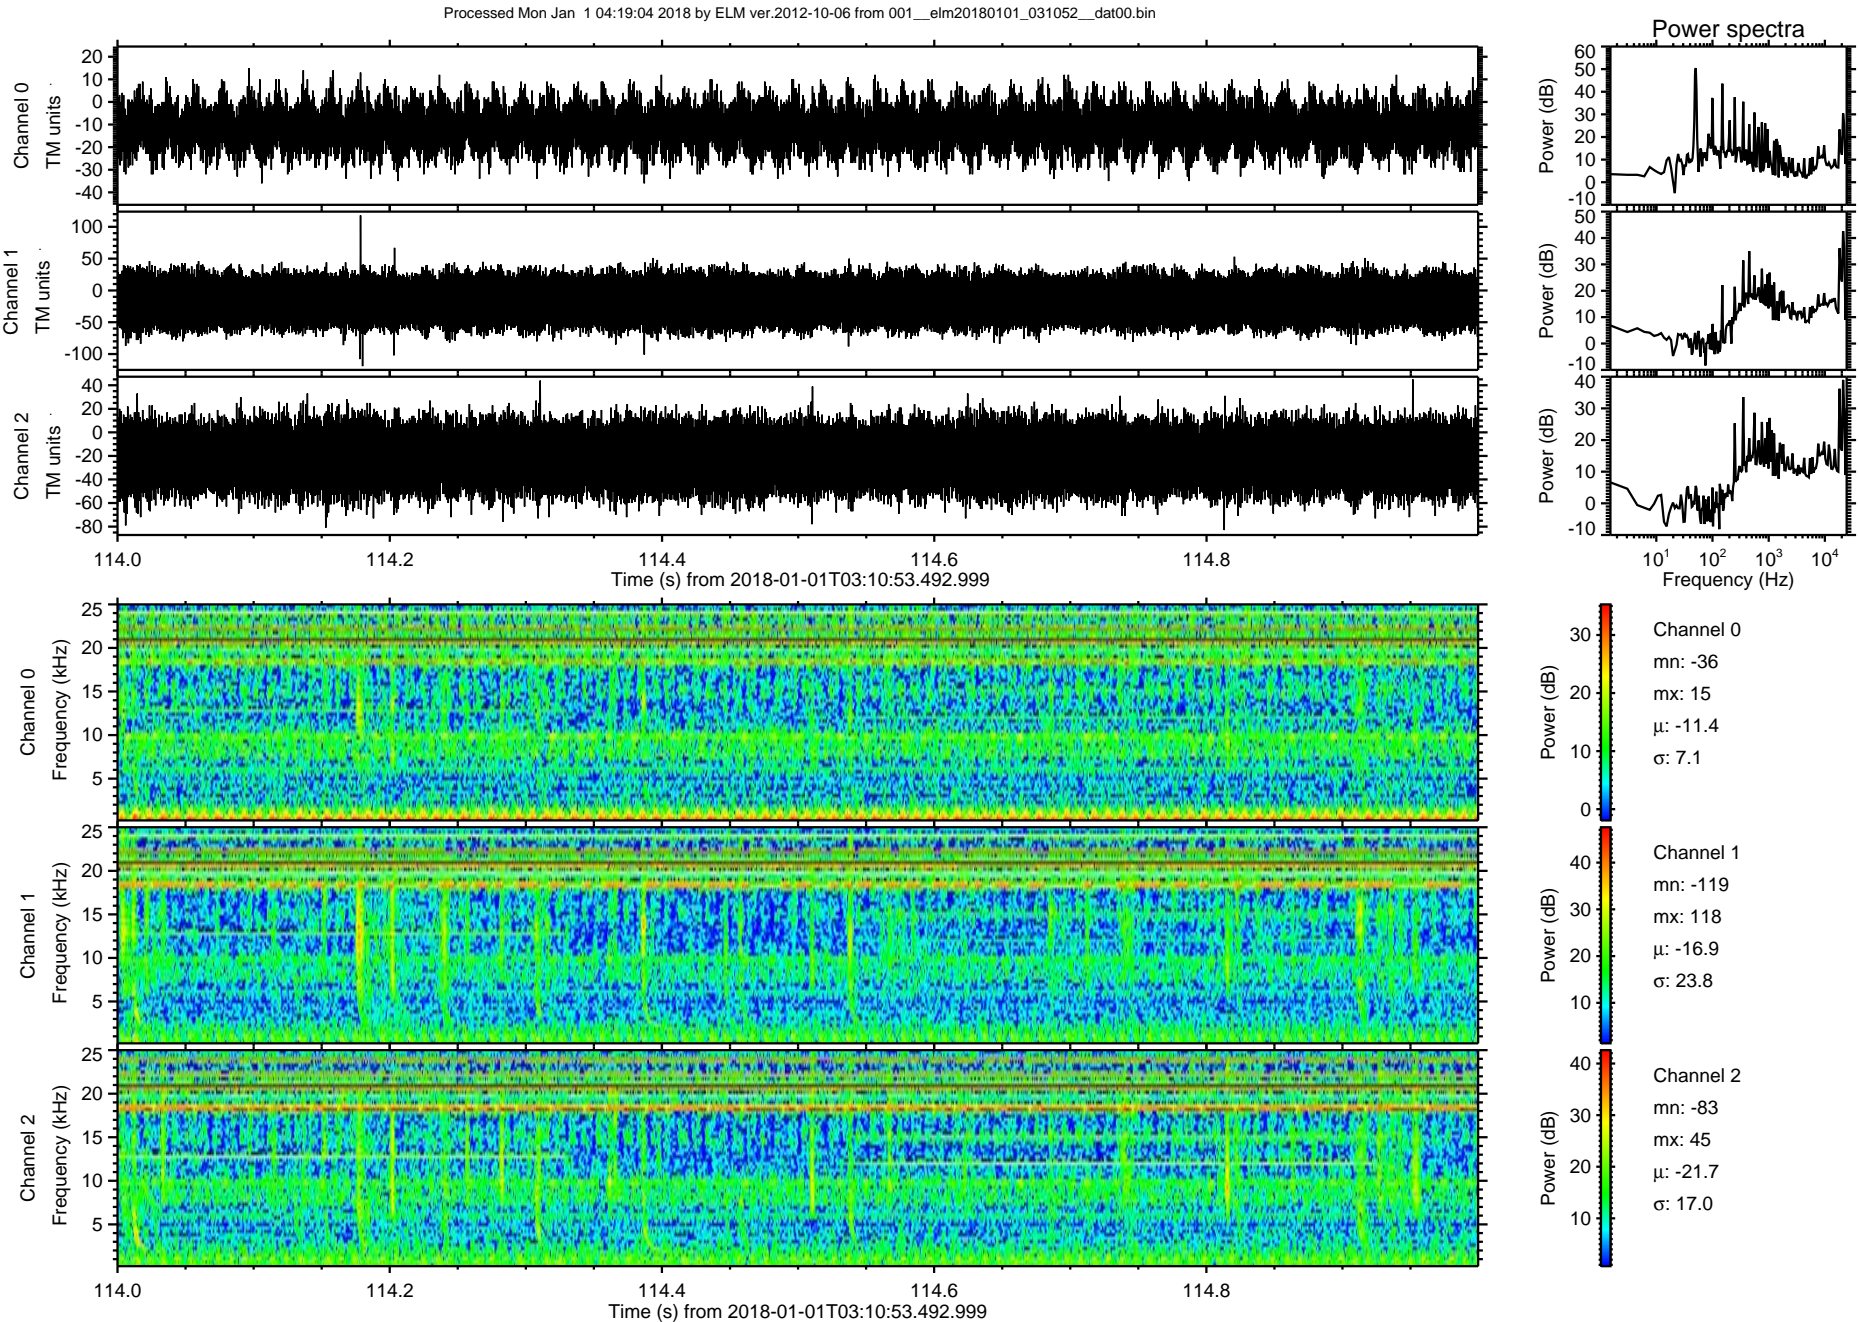 Processed Mon Jan 1 04:19:04 2018 by ELM ver.2012-10-06 from 001__elm20180101_031052__dat00.bin
Power spectra
Channel 0
TM units
20
10
0
-10
-20
-30
-40
Power (dB)
60
50
40
30
20
10
0
-10
Channel 1
TM units
100
50
0
-50
-100
Power (dB)
50
40
30
20
10
0
-10
Channel 2
TM units
40
20
0
-20
-40
-60
-80
Power (dB)
40
30
20
10
0
-10
114.0 114.2 114.4 114.6 114.8
Time (s) from 2018-01-01T03:10:53.492.999
10¹ 10² 10³ 10⁴
Frequency (Hz)
Channel 0
Frequency (kHz)
25
20
15
10
5
Power (dB)
30
20
10
0
Channel 0
mn: -36
mx: 15
μ: -11.4
σ: 7.1
Channel 1
Frequency (kHz)
25
20
15
10
5
Power (dB)
40
30
20
10
Channel 1
mn: -119
mx: 118
μ: -16.9
σ: 23.8
Channel 2
Frequency (kHz)
25
20
15
10
5
Power (dB)
40
30
20
10
Channel 2
mn: -83
mx: 45
μ: -21.7
σ: 17.0
114.0 114.2 114.4 114.6 114.8
Time (s) from 2018-01-01T03:10:53.492.999